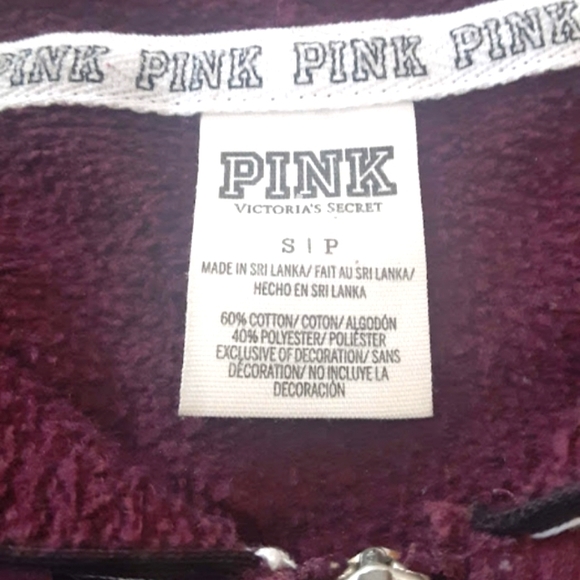 PINK PINK PINK PINK
PINK
VICTORIA'S SECRET
S | P
MADE IN SRI LANKA/ FAIT AU SRI LANKA/
HECHO EN SRI LANKA
60% COTTON/ COTON/ ALGODÓN
40% POLYESTER/ POLIÉSTER
EXCLUSIVE OF DECORATION/ SANS
DÉCORATION/ NO INCLUYE LA
DECORACIÓN